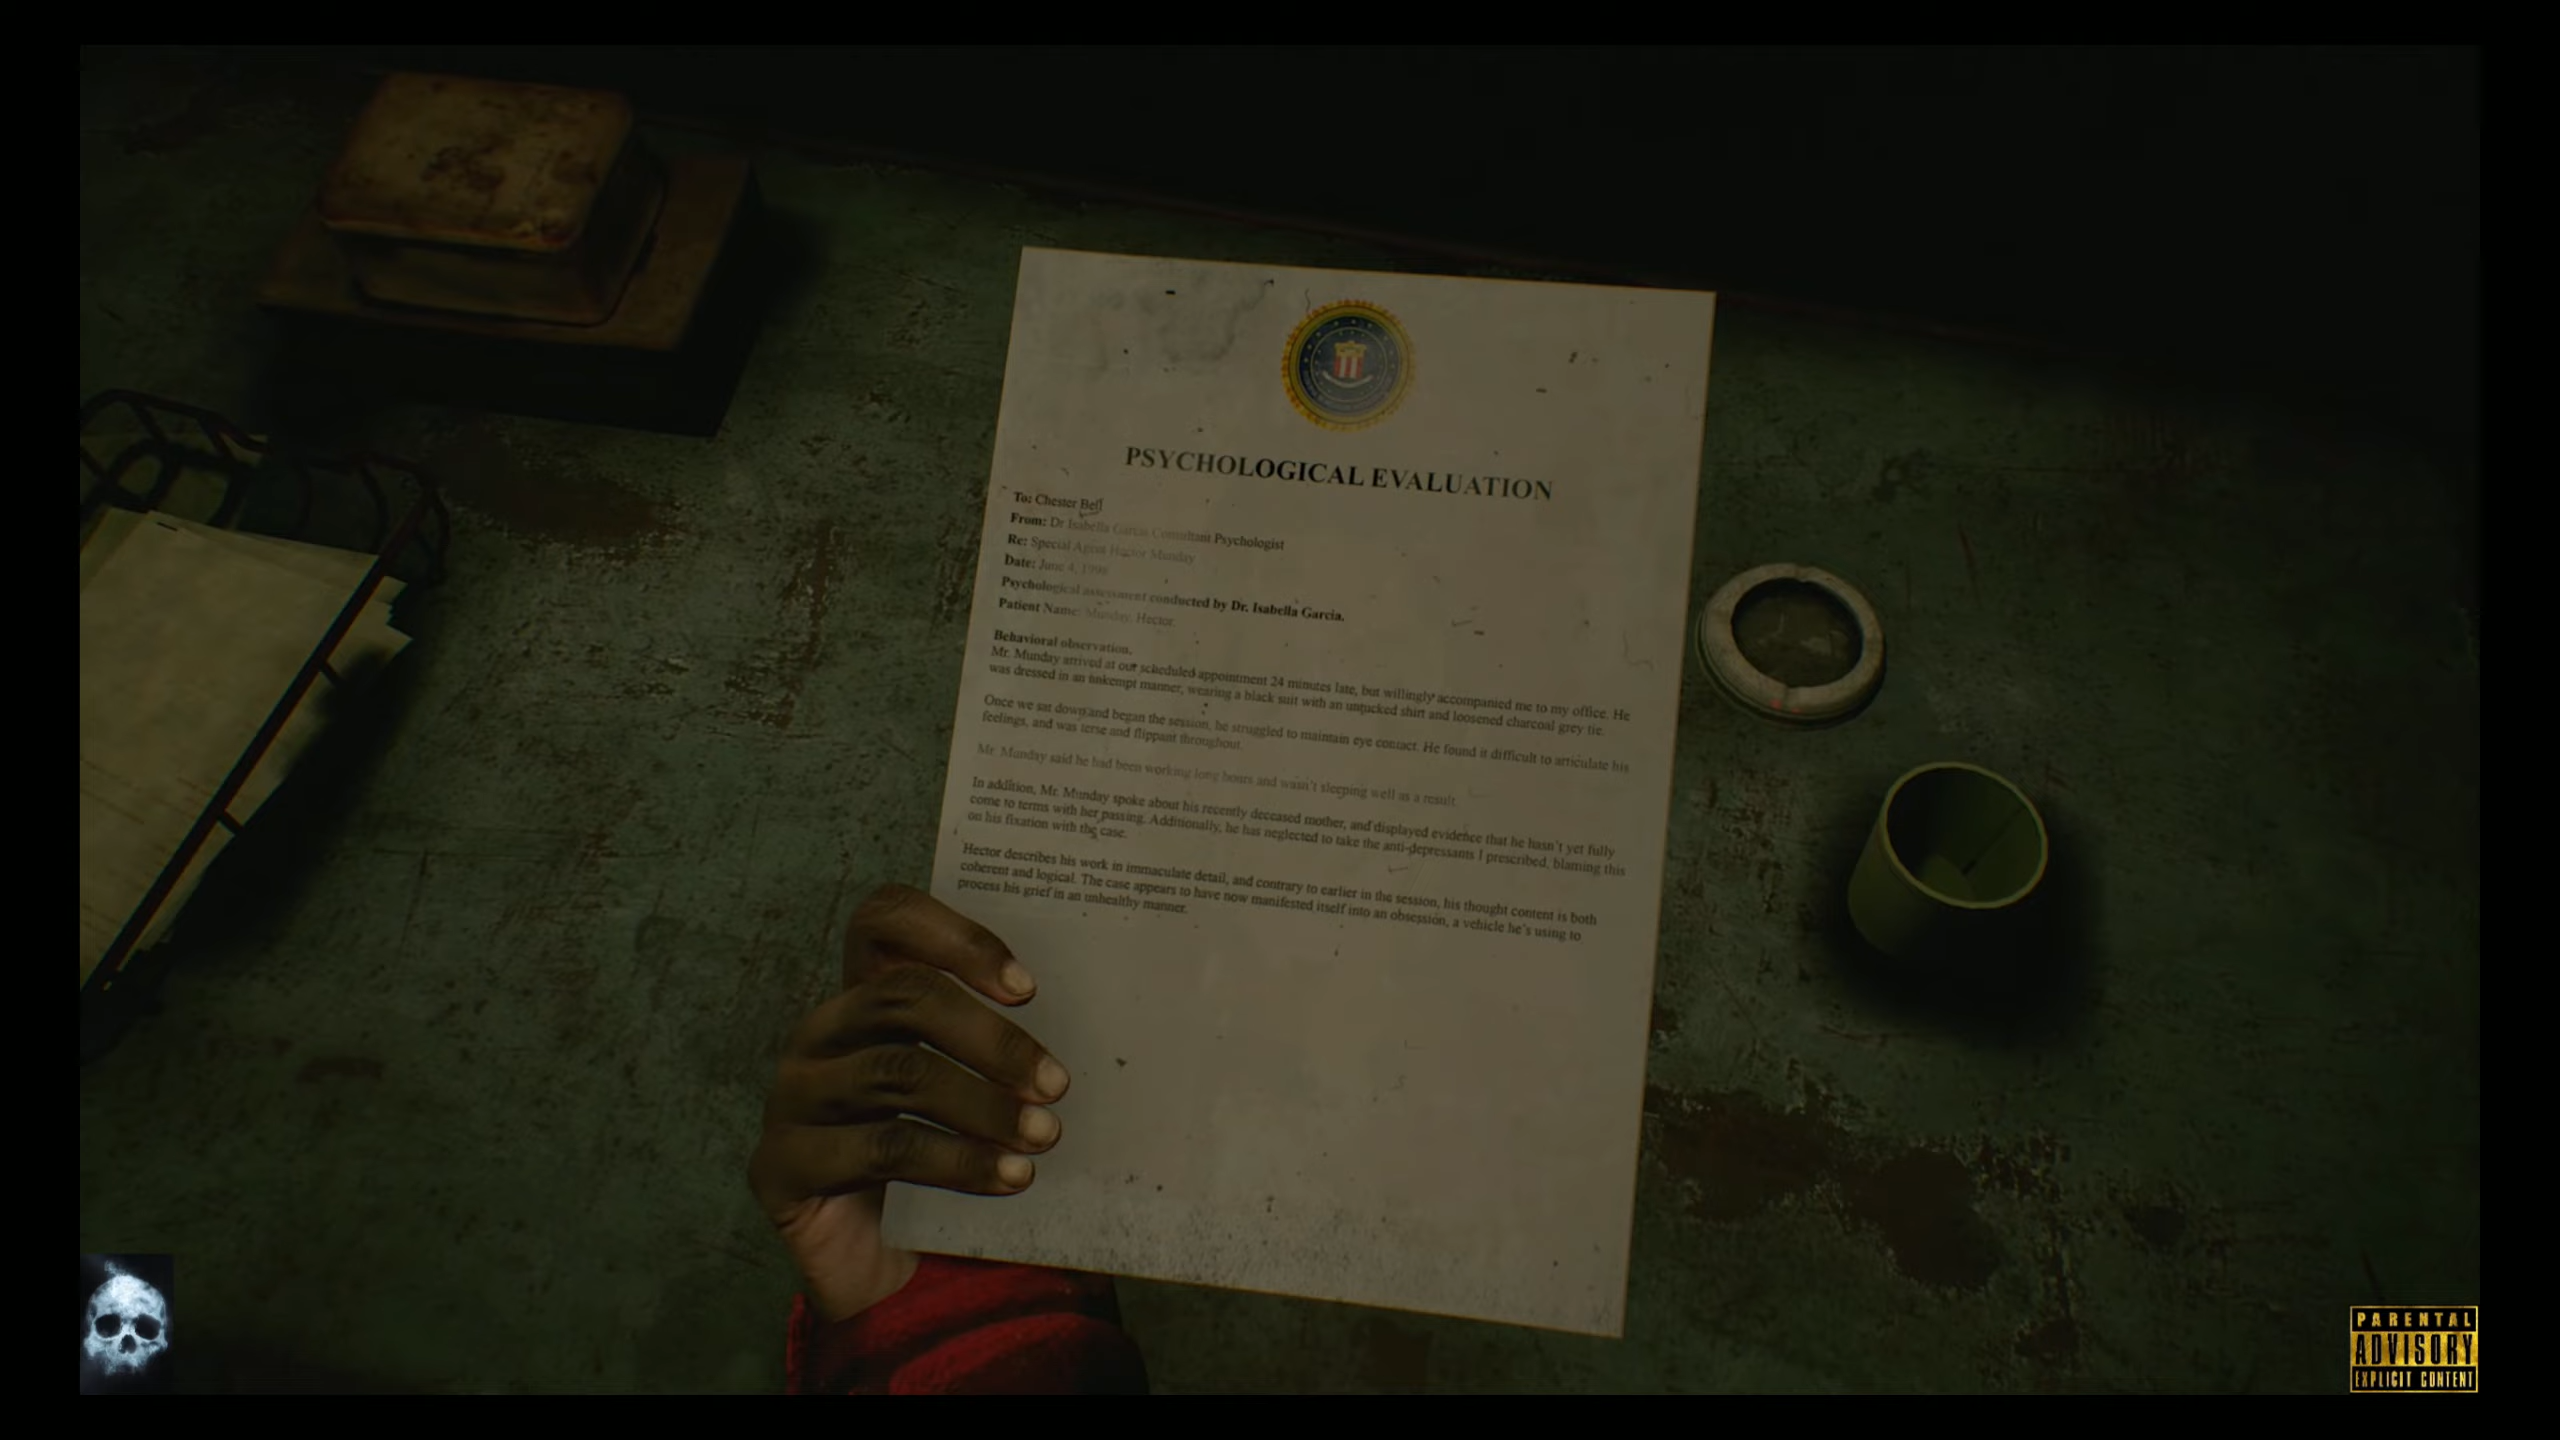 PSYCHOLOGICAL EVALUATION
To: Chester Bell
From: Dr Isabella Garcia Consultant Psychologist
Re: Special Agent Hector Munday
Date: June 4,
Psychological assessment conducted by Dr. Isabella Garcia.
Patient Name: Munday, Hector
Behavioral observation.
Mr. Munday arrived at our scheduled appointment 24 minutes late, but willingly accompanied me to my office. He
was dressed in an unkempt manner, wearing a black suit with an untucked shirt and loosened charcoal grey tie.
Once we sat down and began the session, he struggled to maintain eye contact. He found it difficult to articulate his
feelings, and was terse and flippant throughout.
Mr. Munday said he had been working long hours and wasn't sleeping well as a result.
In addition, Mr. Munday spoke about his recently deceased mother, and displayed evidence that he hasn't yet fully
come to terms with her passing. Additionally, he has neglected to take the anti-depressants I prescribed, blaming this
on his fixation with the case.
Hector describes his work in immaculate detail, and contrary to earlier in the session, his thought content is both
coherent and logical. The case appears to have now manifested itself into an obsession, a vehicle he's using to
process his grief in an unhealthy manner.
PARENTAL
ADVISORY
EXPLICIT CONTENT